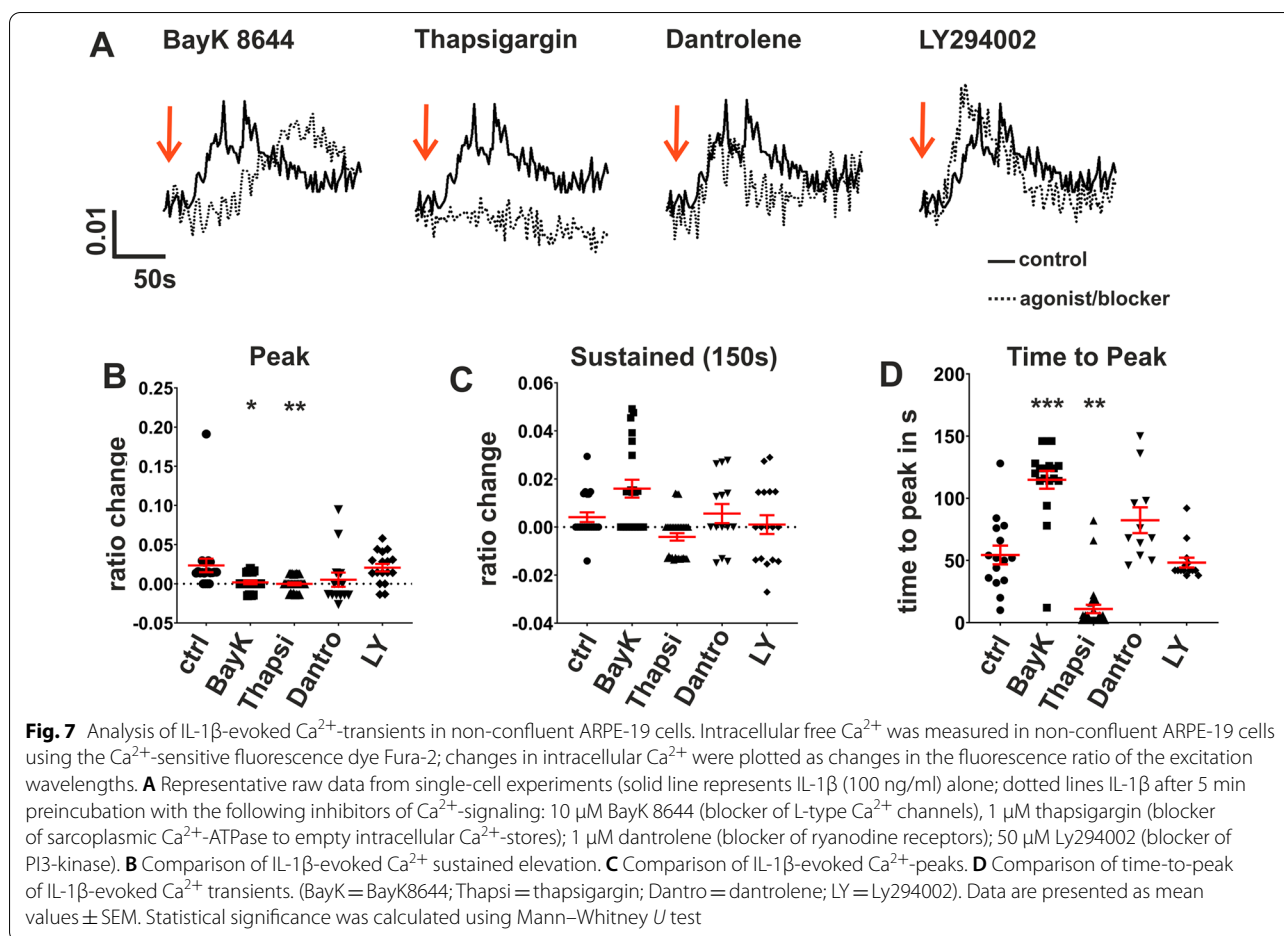 A
BayK 8644
Thapsigargin
Dantrolene
LY294002
0.01
50s
control
agonist/blocker
B
Peak
ratio change
0.25
0.20
0.15
0.10
0.05
0.00
-0.05
* **
ctrl
BayK
Thapsi
Dantro
LY
C
Sustained (150s)
ratio change
0.06
0.04
0.02
0.00
-0.02
-0.04
ctrl
BayK
Thapsi
Dantro
LY
D
Time to Peak
time to peak in s
200
150
100
50
0
*** **
ctrl
BayK
Thapsi
Dantro
LY
Fig. 7 Analysis of IL-1β-evoked Ca²⁺-transients in non-confluent ARPE-19 cells. Intracellular free Ca²⁺ was measured in non-confluent ARPE-19 cells
using the Ca²⁺-sensitive fluorescence dye Fura-2; changes in intracellular Ca²⁺ were plotted as changes in the fluorescence ratio of the excitation
wavelengths. A Representative raw data from single-cell experiments (solid line represents IL-1β (100 ng/ml) alone; dotted lines IL-1β after 5 min
preincubation with the following inhibitors of Ca²⁺-signaling: 10 μM BayK 8644 (blocker of L-type Ca²⁺ channels), 1 μM thapsigargin (blocker
of sarcoplasmic Ca²⁺-ATPase to empty intracellular Ca²⁺-stores); 1 μM dantrolene (blocker of ryanodine receptors); 50 μM Ly294002 (blocker of
PI3-kinase). B Comparison of IL-1β-evoked Ca²⁺ sustained elevation. C Comparison of IL-1β-evoked Ca²⁺-peaks. D Comparison of time-to-peak
of IL-1β-evoked Ca²⁺ transients. (BayK = BayK8644; Thapsi = thapsigargin; Dantro = dantrolene; LY = Ly294002). Data are presented as mean
values ± SEM. Statistical significance was calculated using Mann–Whitney U test